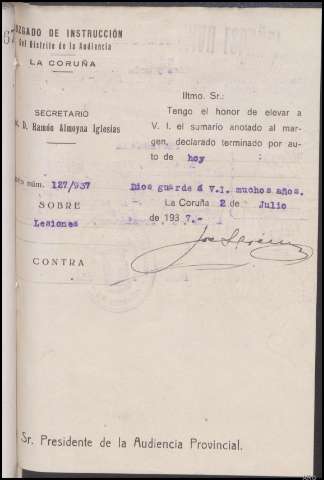 JUZGADO DE INSTRUCCIÓN
del Distrito de la Audiencia
LA CORUÑA
SECRETARIO
D. Ramón Almoyna Iglesias
núm. 127/937
SOBRE
Lesiones
CONTRA
Iltmo. Sr.:
Tengo el honor de elevar a
V. I. el sumario anotado al mar-
gen, declarado terminado por au-
to de hoy :
Dios guarde á V.I. muchos años.
La Coruña 2 de Julio
de 1937.-
Sr. Presidente de la Audiencia Provincial.